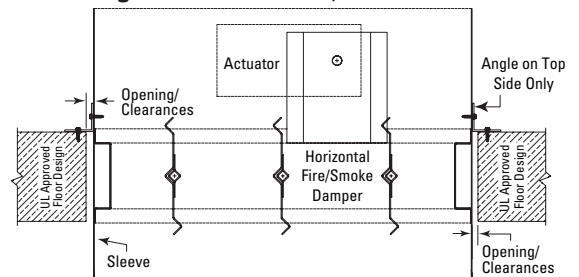 Actuator
Angle on Top
Side Only
Opening/
Clearances
UL Approved
Floor Design
Horizontal
Fire/Smoke
Damper
UL Approved
Floor Design
Sleeve
Opening/
Clearances